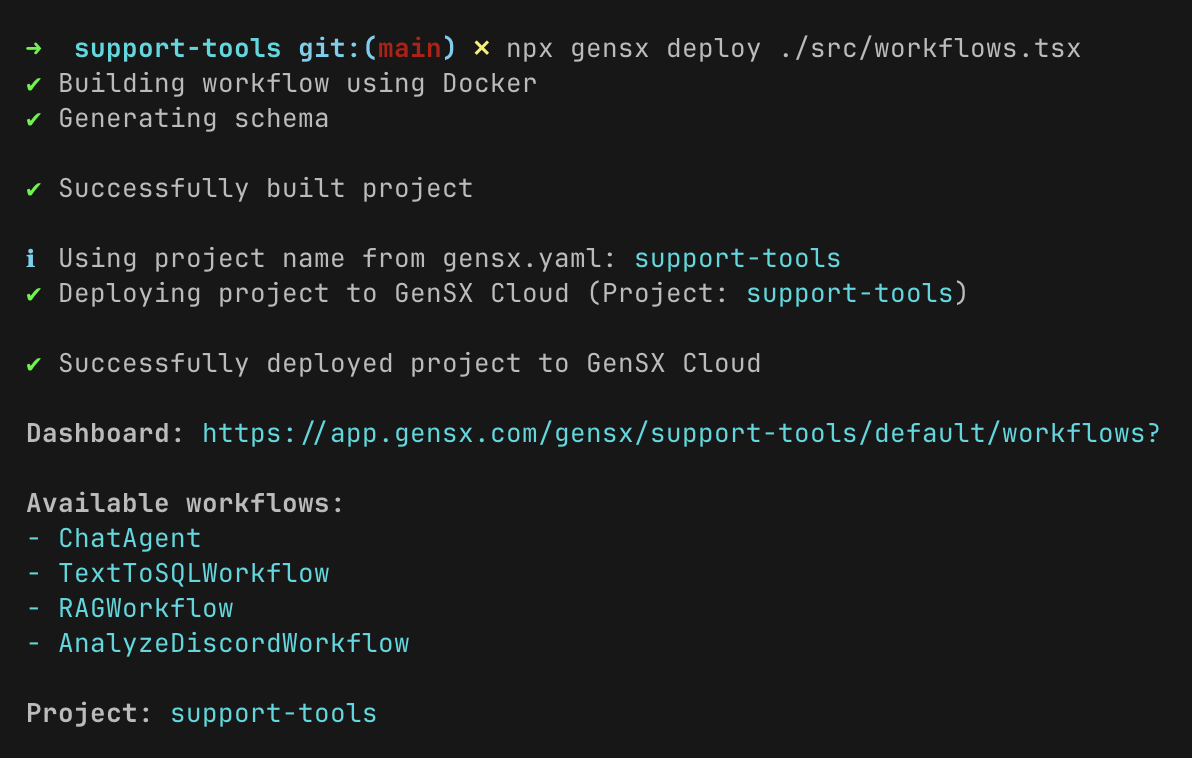 ➜  support-tools git:(main) ✗ npx gensx deploy ./src/workflows.tsx
✔ Building workflow using Docker
✔ Generating schema
✔ Successfully built project
ℹ Using project name from gensx.yaml: support-tools
✔ Deploying project to GenSX Cloud (Project: support-tools)
✔ Successfully deployed project to GenSX Cloud
Dashboard: https://app.gensx.com/gensx/support-tools/default/workflows?
Available workflows:
- ChatAgent
- TextToSQLWorkflow
- RAGWorkflow
- AnalyzeDiscordWorkflow
Project: support-tools